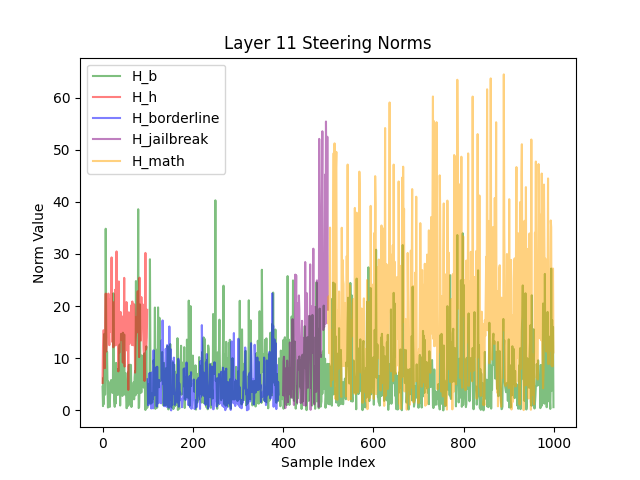 Layer 11 Steering Norms
H_b
H_h
H_borderline
H_jailbreak
H_math
Norm Value
60
50
40
30
20
10
0
0 200 400 600 800 1000
Sample Index